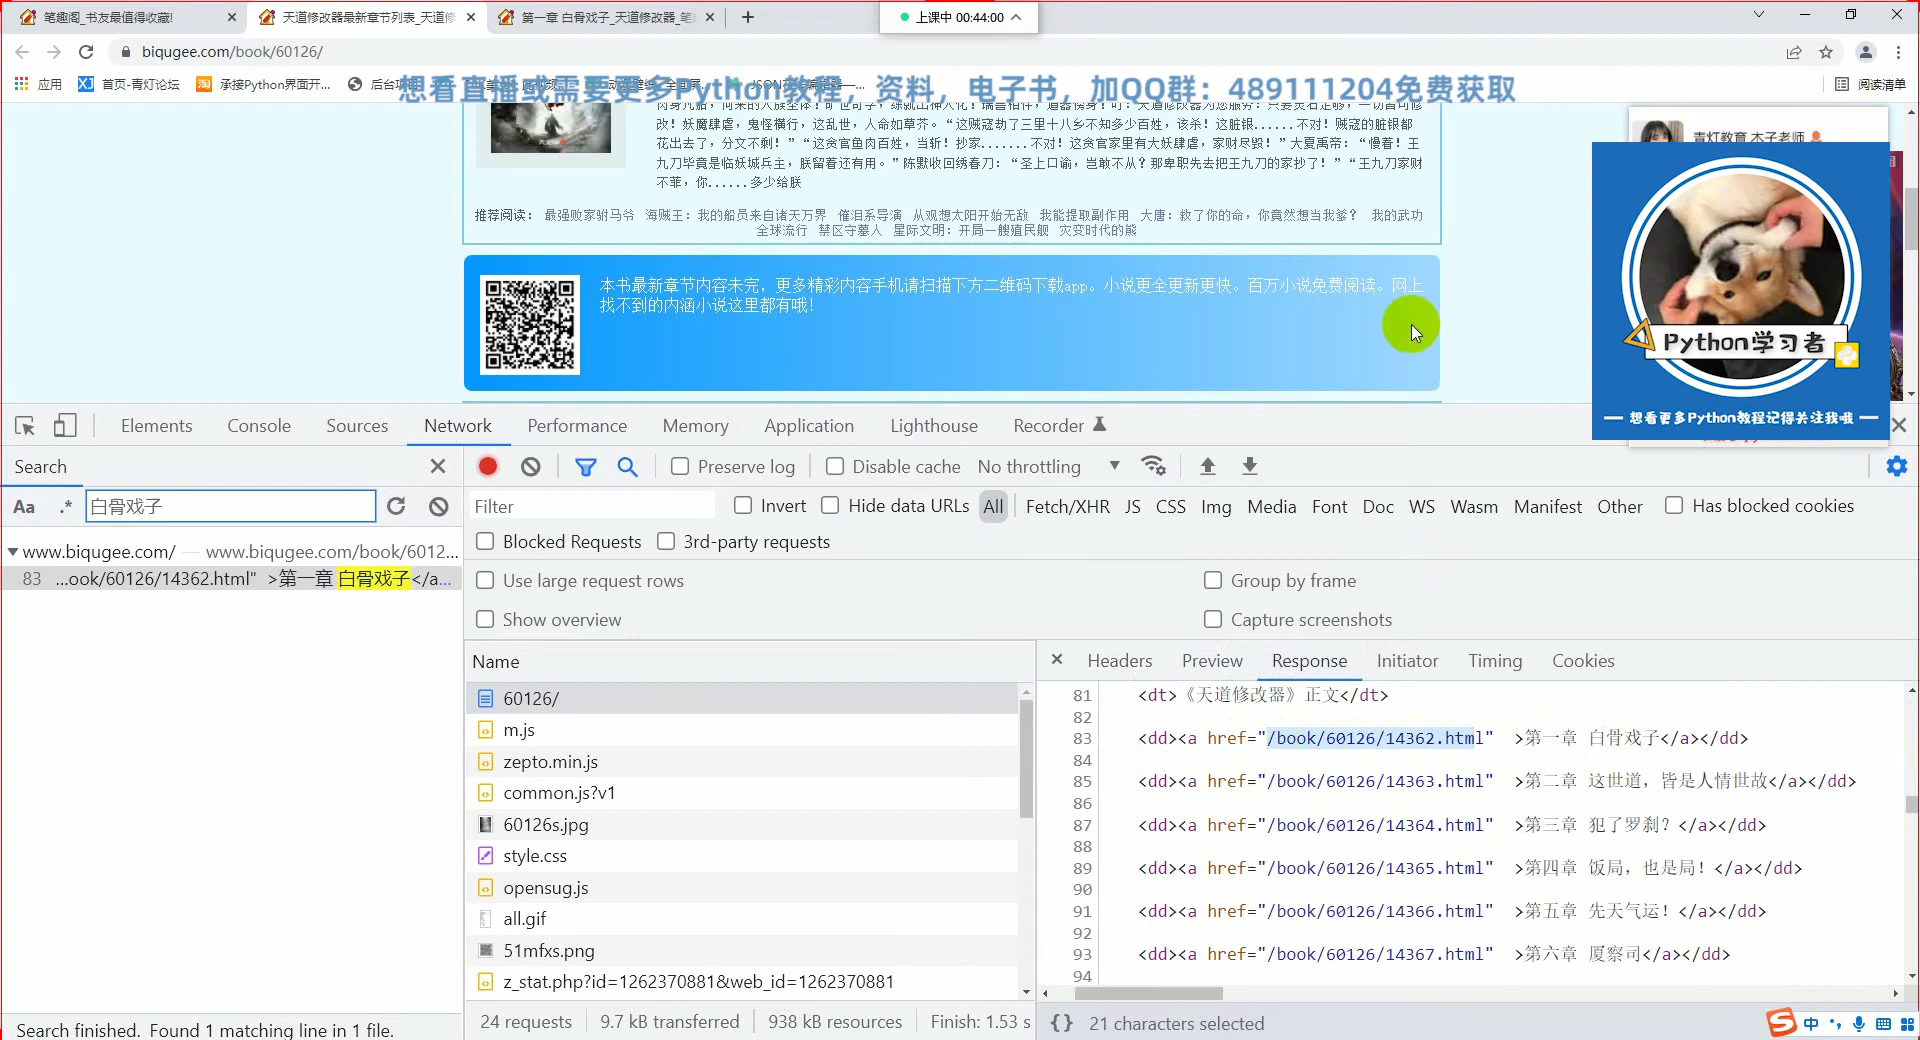 笔趣阁_书友最值得收藏!
天道修改器最新章节列表_天道修
第一章 白骨戏子_天道修改器_笔
上课中 00:44:00
biqugee.com/book/60126/
应用
首页-青灯论坛
承接Python界面开...
后台
阅读清单
想看直播或需要更多Python教程，资料，电子书，加QQ群：489111204免费获取
改！妖魔肆虐，鬼怪横行，这乱世，人命如草芥。“这贼寇劫了三里十八乡不知多少百姓，该杀！这脏银......不对！贼寇的脏银都
花出去了，分文不剩！”“这贪官鱼肉百姓，当斩！抄家.......不对！这贪官家里有大妖肆虐，家财尽毁！”大夏禹帝：“慢着！王
九刀毕竟是临妖城兵主，朕留着还有用。”陈默收回绣春刀：“圣上口谕，岂敢不从？那卑职先去把王九刀的家抄了！”“王九刀家财
不菲，你......多少给朕
推荐阅读： 最强败家驸马爷 海贼王：我的船员来自诸天万界 催泪系导演 从观想太阳开始无敌 我能提取副作用 大唐：救了你的命，你竟然想当我爹？ 我的武功
全球流行 禁区守墓人 星际文明：开局一艘殖民舰 灾变时代的熊
本书最新章节内容未完，更多精彩内容手机请扫描下方二维码下载app。小说更全更新更快。百万小说免费阅读。网上
找不到的内涵小说这里都有哦！
青灯教育 木子老师
Python学习者
想看更多Python教程记得关注我哦
Elements Console Sources Network Performance Memory Application Lighthouse Recorder
Search
Preserve log Disable cache No throttling
Aa .* 白骨戏子
Filter Invert Hide data URLs All Fetch/XHR JS CSS Img Media Font Doc WS Wasm Manifest Other Has blocked cookies
Blocked Requests 3rd-party requests
www.biqugee.com/ — www.biqugee.com/book/6012...
83 ...ook/60126/14362.html" >第一章 白骨戏子</a...
Use large request rows Group by frame
Show overview Capture screenshots
Name
60126/
m.js
zepto.min.js
common.js?v1
60126s.jpg
style.css
opensug.js
all.gif
51mfxs.png
z_stat.php?id=1262370881&web_id=1262370881
Headers Preview Response Initiator Timing Cookies
81 <dt>《天道修改器》正文</dt>
82
83 <dd><a href="/book/60126/14362.html" >第一章 白骨戏子</a></dd>
84
85 <dd><a href="/book/60126/14363.html" >第二章 这世道，皆是人情世故</a></dd>
86
87 <dd><a href="/book/60126/14364.html" >第三章 犯了罗刹？</a></dd>
88
89 <dd><a href="/book/60126/14365.html" >第四章 饭局，也是局！</a></dd>
90
91 <dd><a href="/book/60126/14366.html" >第五章 先天气运！</a></dd>
92
93 <dd><a href="/book/60126/14367.html" >第六章 厦察司</a></dd>
94
Search finished. Found 1 matching line in 1 file.
24 requests 9.7 kB transferred 938 kB resources Finish: 1.53 s
{} 21 characters selected
中